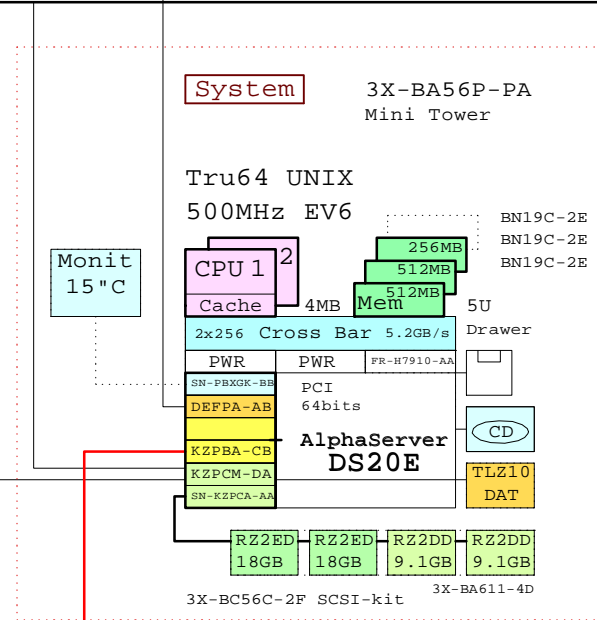 System
3X-BA56P-PA
Mini Tower
Tru64 UNIX
500MHz EV6
BN19C-2E
BN19C-2E
BN19C-2E
Monit
15"C
CPU 1
2
Cache
4MB
256MB
512MB
512MB
Mem
5U
Drawer
2x256 Cross Bar 5.2GB/s
PWR
PWR
FR-H7910-AA
SN-PBXGK-BB
PCI
64bits
DEFPA-AB
KZPBA-CB
AlphaServer
DS20E
CD
KZPCM-DA
SN-KZPCA-AA
TLZ10
DAT
RZ2ED
18GB
RZ2ED
18GB
RZ2DD
9.1GB
RZ2DD
9.1GB
3X-BC56C-2F SCSI-kit
3X-BA611-4D